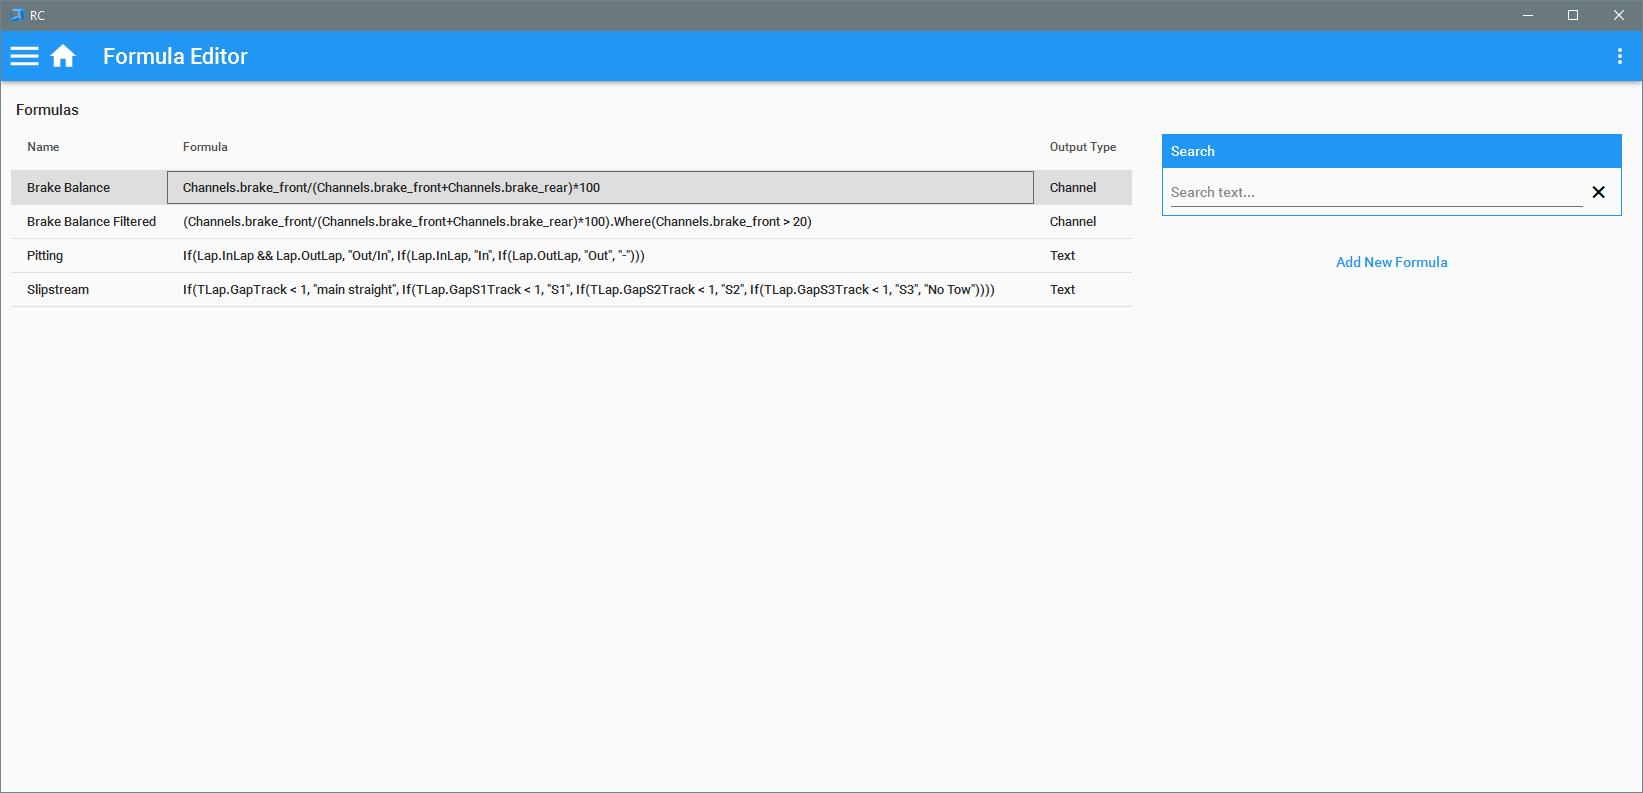 RC
Formula Editor
Formulas
Name Formula Output Type
Brake Balance Channels.brake_front/(Channels.brake_front+Channels.brake_rear)*100 Channel
Brake Balance Filtered (Channels.brake_front/(Channels.brake_front+Channels.brake_rear)*100).Where(Channels.brake_front > 20) Channel
Pitting If(Lap.InLap && Lap.OutLap, "Out/In", If(Lap.InLap, "In", If(Lap.OutLap, "Out", "-"))) Text
Slipstream If(TLap.GapTrack < 1, "main straight", If(TLap.GapS1Track < 1, "S1", If(TLap.GapS2Track < 1, "S2", If(TLap.GapS3Track < 1, "S3", "No Tow")))) Text
Search
Search text...
Add New Formula